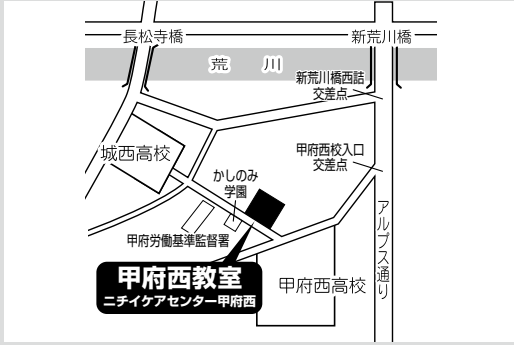 長松寺橋
新荒川橋
荒川
新荒川橋西詰
交差点
甲府西校入口
交差点
城西高校
かしのみ
学園
アルプス通り
甲府労働基準監督署
甲府西教室
ニチイケアセンター甲府西
甲府西高校